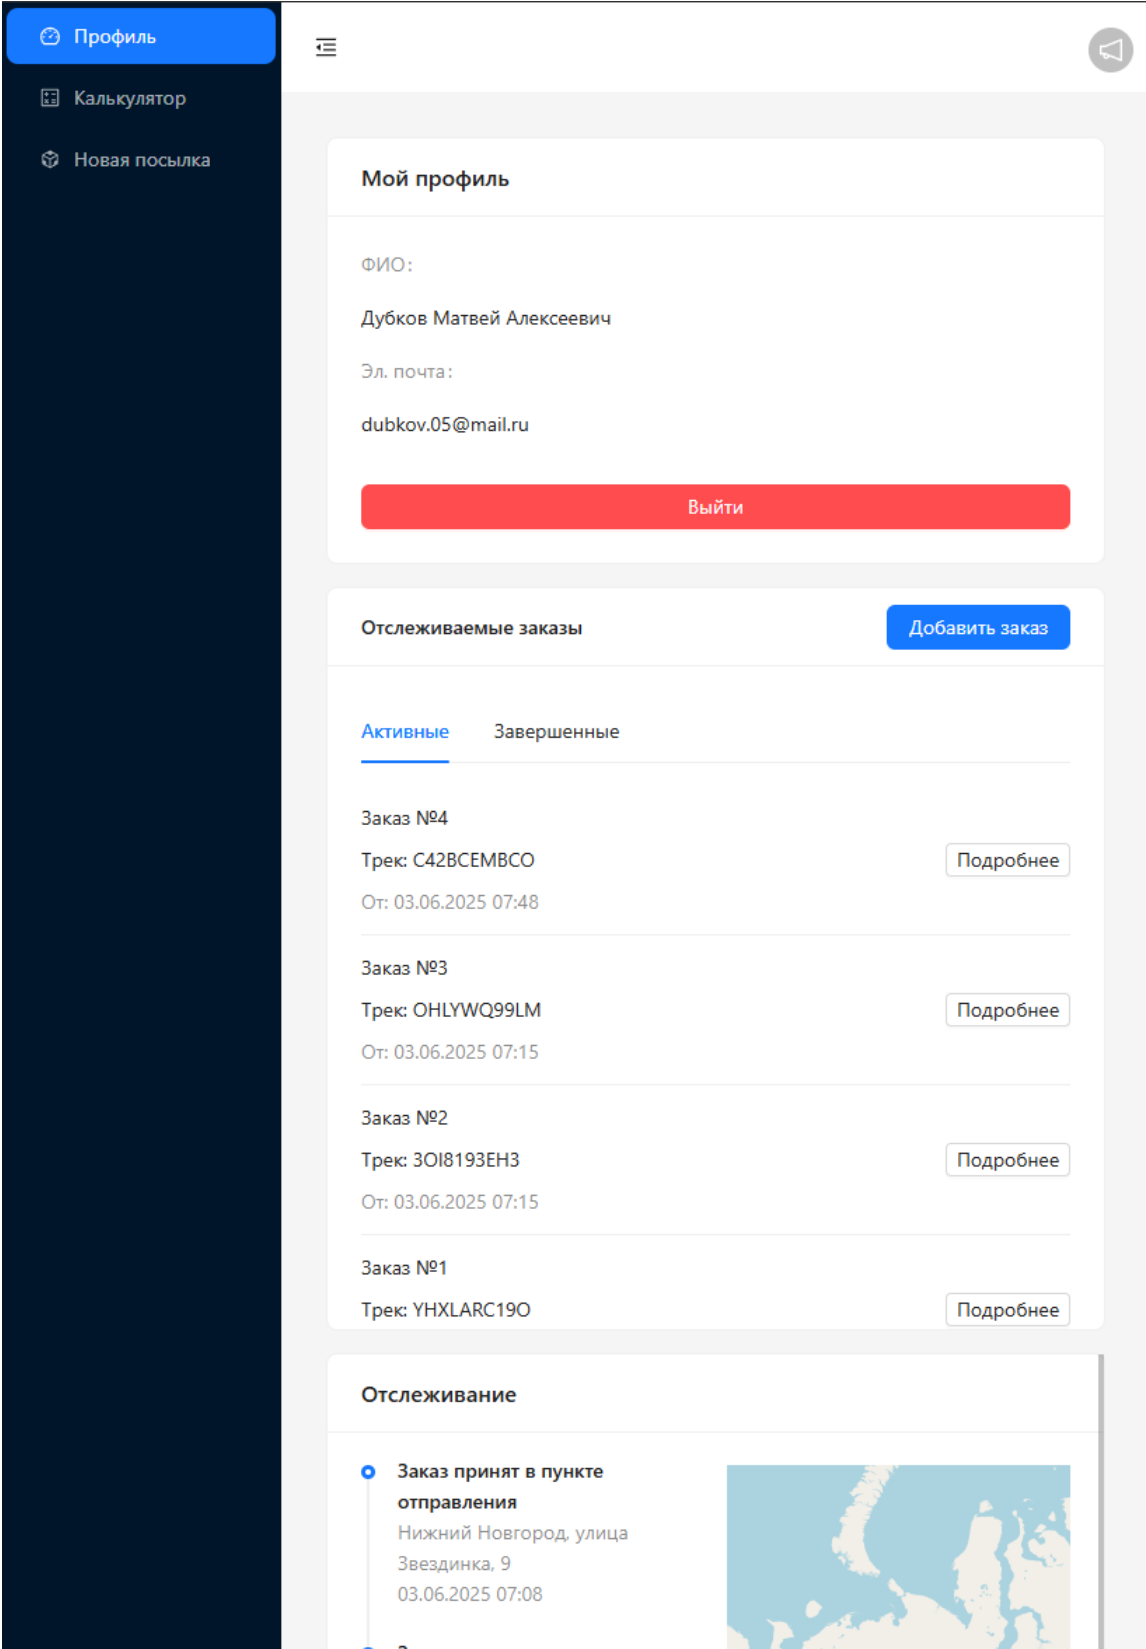 Профиль
Калькулятор
Новая посылка
Мой профиль
ФИО:
Дубков Матвей Алексеевич
Эл. почта:
dubkov.05@mail.ru
Выйти
Отслеживаемые заказы
Добавить заказ
Активные
Завершенные
Заказ №4
Трек: C42BCEMBCO
Подробнее
От: 03.06.2025 07:48
Заказ №3
Трек: OHLYWQ99LM
Подробнее
От: 03.06.2025 07:15
Заказ №2
Трек: 3OI8193EH3
Подробнее
От: 03.06.2025 07:15
Заказ №1
Трек: YHXLARC19O
Подробнее
Отслеживание
Заказ принят в пункте
отправления
Нижний Новгород, улица
Звездинка, 9
03.06.2025 07:08